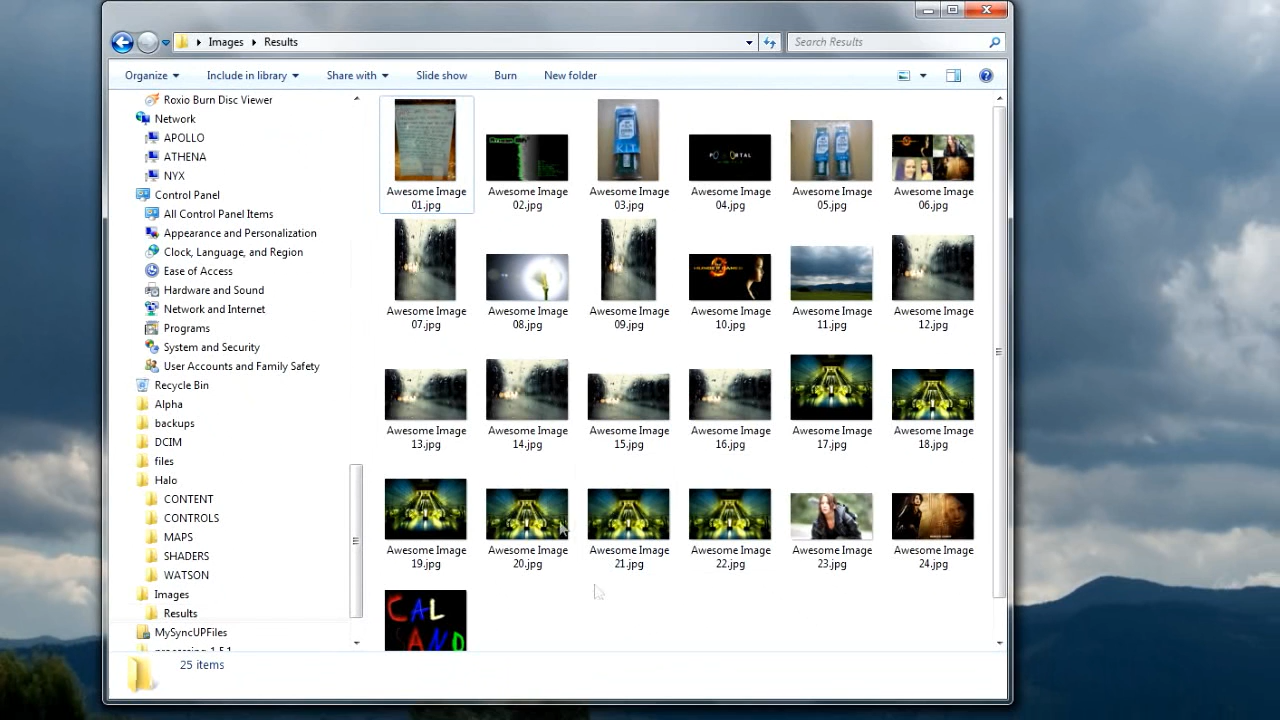 Images Results
Search Results
Organize Include in library Share with Slide show Burn New folder
Roxio Burn Disc Viewer
Network
APOLLO
ATHENA
NYX
Control Panel
All Control Panel Items
Appearance and Personalization
Clock, Language, and Region
Ease of Access
Hardware and Sound
Network and Internet
Programs
System and Security
User Accounts and Family Safety
Recycle Bin
Alpha
backups
DCIM
files
Halo
CONTENT
CONTROLS
MAPS
SHADERS
WATSON
Images
Results
MySyncUPFiles
KIT
Awesome Image 01.jpg
Awesome Image 02.jpg
Awesome Image 03.jpg
Awesome Image 04.jpg
Awesome Image 05.jpg
Awesome Image 06.jpg
Awesome Image 07.jpg
Awesome Image 08.jpg
Awesome Image 09.jpg
Awesome Image 10.jpg
Awesome Image 11.jpg
Awesome Image 12.jpg
Awesome Image 13.jpg
Awesome Image 14.jpg
Awesome Image 15.jpg
Awesome Image 16.jpg
Awesome Image 17.jpg
Awesome Image 18.jpg
Awesome Image 19.jpg
Awesome Image 20.jpg
Awesome Image 21.jpg
Awesome Image 22.jpg
Awesome Image 23.jpg
Awesome Image 24.jpg
CAL
AND
25 items